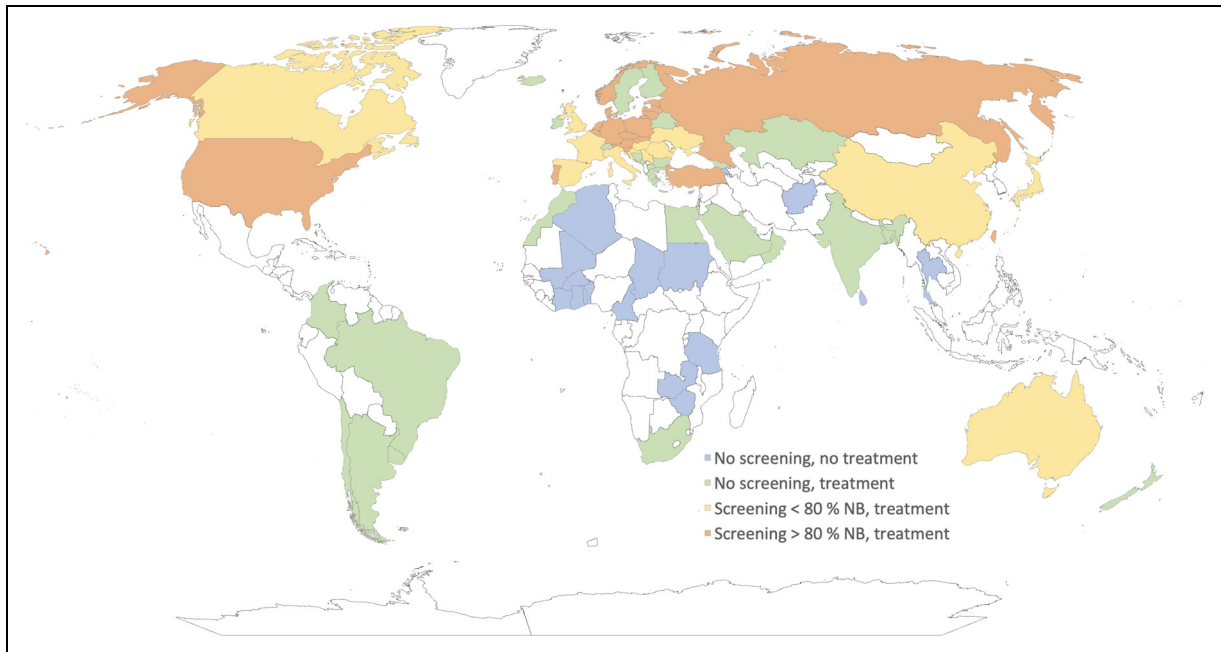 No screening, no treatment
No screening, treatment
Screening < 80 % NB, treatment
Screening > 80 % NB, treatment